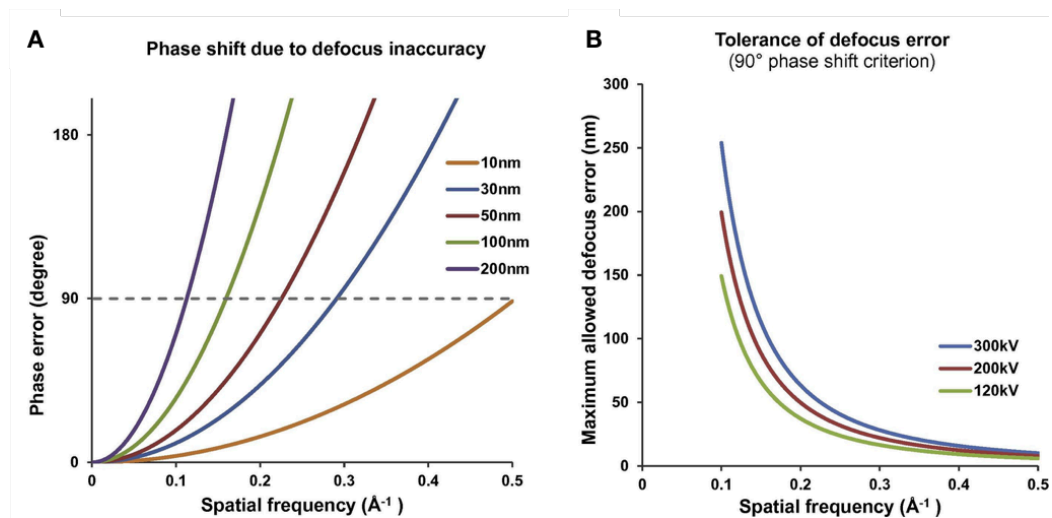 A
Phase shift due to defocus inaccuracy
Phase error (degree)
180
90
0
10nm
30nm
50nm
100nm
200nm
0 0.1 0.2 0.3 0.4 0.5
Spatial frequency (Å⁻¹)
B
Tolerance of defocus error
(90° phase shift criterion)
Maximum allowed defocus error (nm)
300
250
200
150
100
50
0
300kV
200kV
120kV
0 0.1 0.2 0.3 0.4 0.5
Spatial frequency (Å⁻¹)